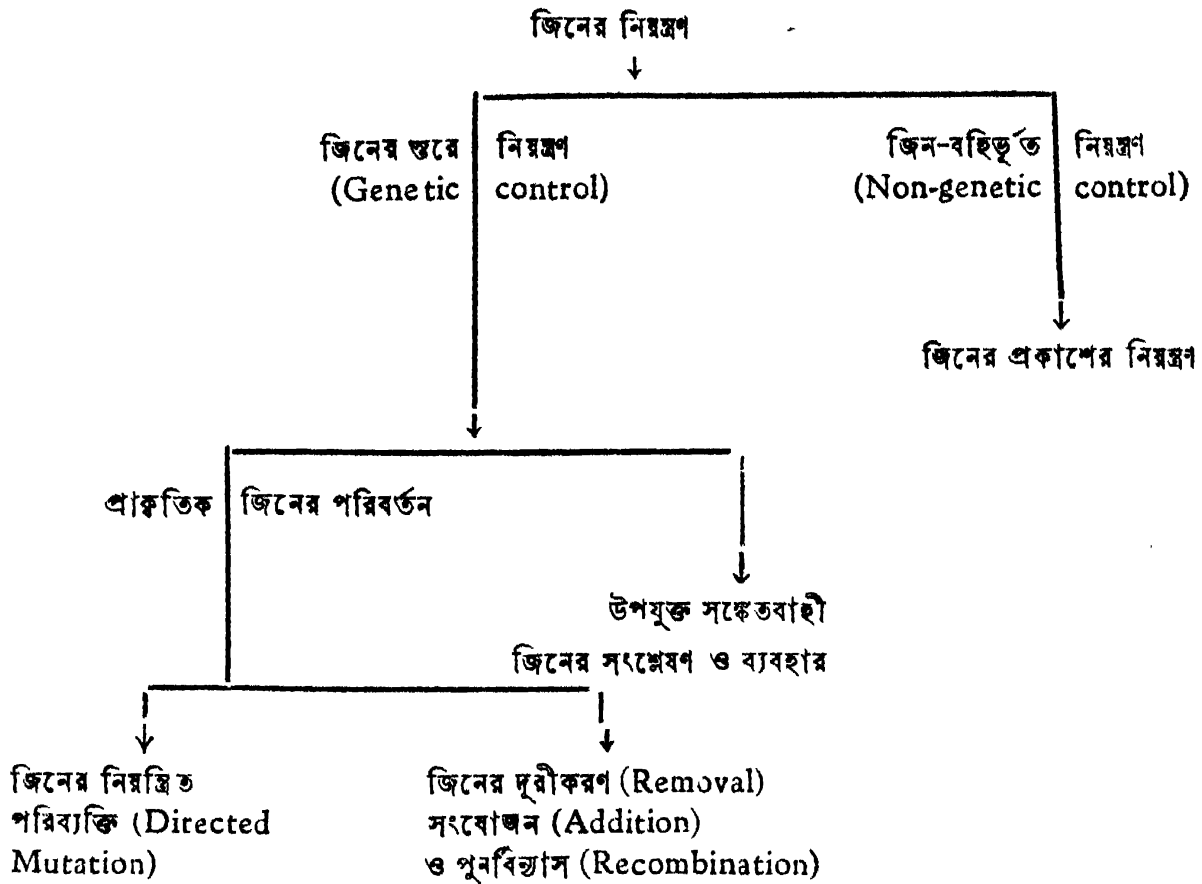 জিনের নিয়ন্ত্রণ
জিনের স্তরে নিয়ন্ত্রণ
(Genetic control)
জিন-বহির্ভূত নিয়ন্ত্রণ
(Non-genetic control)
জিনের প্রকাশের নিয়ন্ত্রণ
প্রাকৃতিক জিনের পরিবর্তন
উপযুক্ত সঙ্কেতবাহী
জিনের সংশ্লেষণ ও ব্যবহার
জিনের নিয়ন্ত্রিত
পরিব্যক্তি (Directed
Mutation)
জিনের দূরীকরণ (Removal)
সংযোজন (Addition)
ও পুনর্বিন্যাস (Recombination)